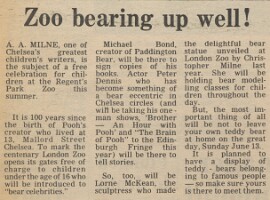 Zoo bearing up well!
A. A. MILNE, one of
Chelsea's greatest
children's writers, is
the subject of a free
celebration for children
at the Regent's
Park Zoo this
summer.
It is 100 years since
the birth of Pooh's
creator who lived at
13, Mallord Street
Chelsea. To mark the
centenary London Zoo
opens its gates free of
charge to children
under the age of 16 who
will be introduced to
"bear celebrities."
Michael Bond,
creator of Paddington
Bear, will be there to
sign copies of his
books. Actor Peter
Dennis who has
become something of
a bear eccentric in
Chelsea circles (and
will be taking his one-
man shows, 'Brother
— An Hour with
Pooh' and "The Brain
of Pooh" to the Edin-
burgh Fringe this
year) will be there to
tell stories.
So, too, will be
Lorne McKean, the
sculptress who made
the delightful bear
statue unveiled at
London Zoo by Chris-
topher Milne last
year. She will be
holding bear model-
ling classes for child-
ren throughout the
day.
But, the most impor-
tant thing of all
will be not to leave
your own teddy bear
at home on the great
day, Sunday June 13.
It is planned to
have a display of
teddy - bears belong-
ing to famous people
— so make sure yours
is there to meet them.